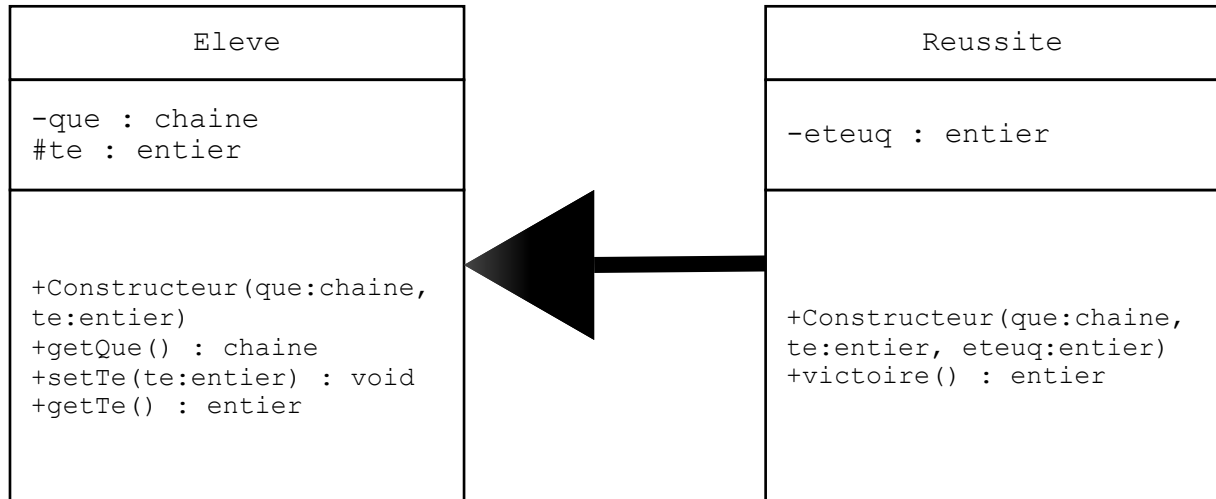 Eleve
-que : chaine
#te : entier
+Constructeur(que:chaine,
te:entier)
+getQue() : chaine
+setTe(te:entier) : void
+getTe() : entier
Reussite
-eteuq : entier
+Constructeur(que:chaine,
te:entier, eteuq:entier)
+victoire() : entier